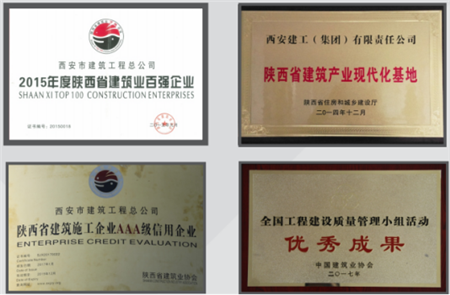 西安市建筑工程总公司
2015年度陕西省建筑业百强企业
SHAAN XI TOP 100 CONSTRUCTION ENTERPRISES
西安建工（集团）有限责任公司
陕西省建筑产业现代化基地
陕西省住房和城乡建设厅
二〇一四年十二月
西安市建筑工程总公司
陕西省建筑施工企业AAA级信用企业
ENTERPRISE CREDIT EVALUATION
陕西省建筑业协会
全国工程建设质量管理小组活动
优秀成果
中国建筑业协会
二〇一七年